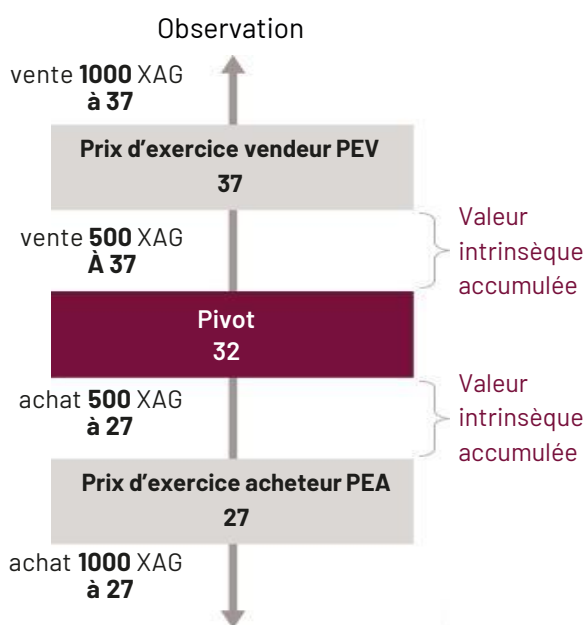 Observation
vente 1000 XAG
à 37
Prix d'exercice vendeur PEV
37
vente 500 XAG
À 37
Valeur
intrinsèque
accumulée
Pivot
32
achat 500 XAG
à 27
Valeur
intrinsèque
accumulée
Prix d'exercice acheteur PEA
27
achat 1000 XAG
à 27